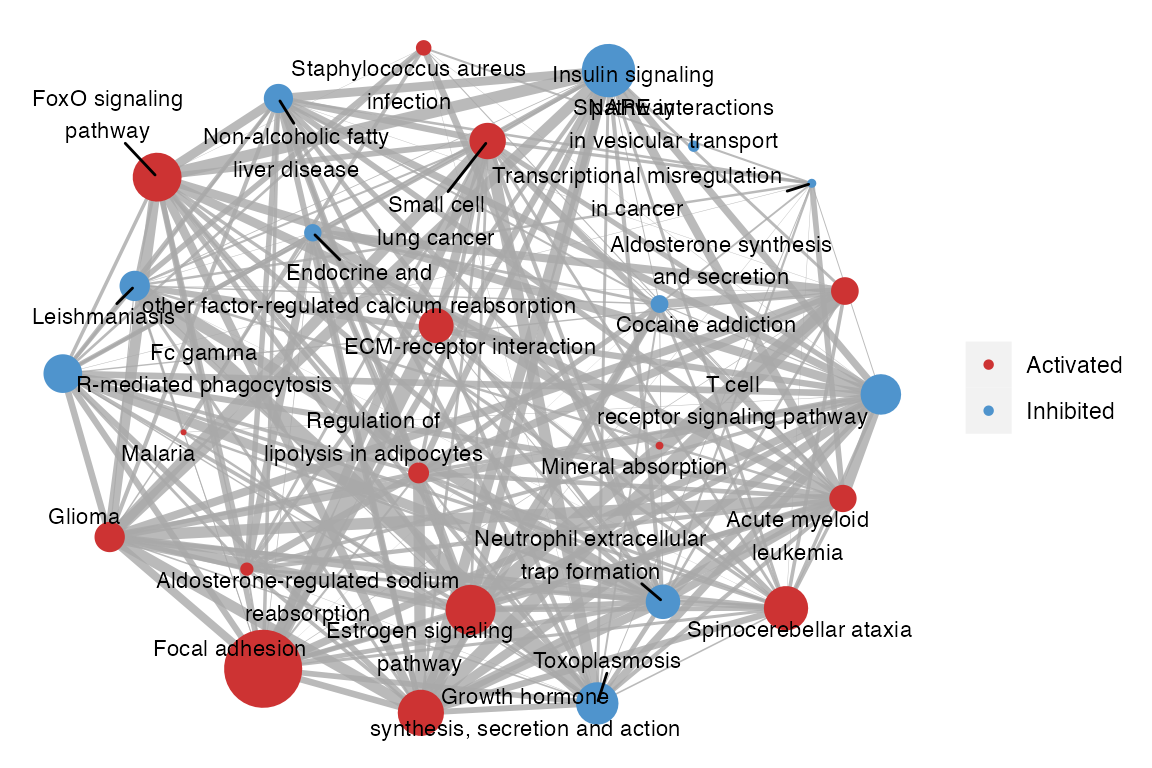 Staphylococcus aureus
infection
Insulin signaling
pathway
SNARE interactions
in vesicular transport
FoxO signaling
pathway
Non-alcoholic fatty
liver disease
Transcriptional misregulation
in cancer
Small cell
lung cancer
Aldosterone synthesis
and secretion
Endocrine and
other factor-regulated calcium reabsorption
Leishmaniasis
Cocaine addiction
ECM-receptor interaction
Fc gamma
R-mediated phagocytosis
T cell
receptor signaling pathway
Activated
Inhibited
Regulation of
lipolysis in adipocytes
Malaria
Mineral absorption
Glioma
Acute myeloid
leukemia
Neutrophil extracellular
trap formation
Aldosterone-regulated sodium
reabsorption
Estrogen signaling
pathway
Spinocerebellar ataxia
Focal adhesion
Toxoplasmosis
Growth hormone
synthesis, secretion and action